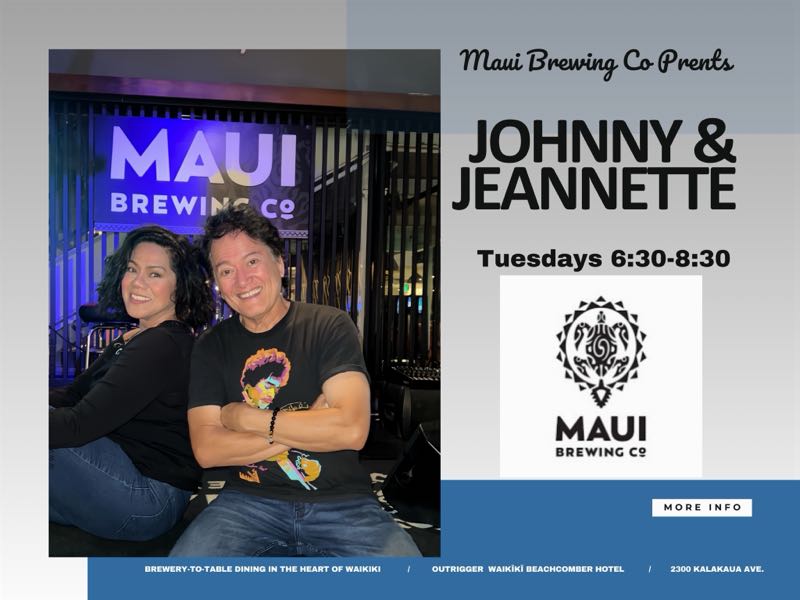 Maui Brewing Co Prents
JOHNNY &
JEANNETTE
Tuesdays 6:30-8:30
MAUI
BREWING Cº
MAUI
BREWING Cº
MORE INFO
BREWERY-TO-TABLE DINING IN THE HEART OF WAIKIKI / OUTRIGGER WAIKĪKĪ BEACHCOMBER HOTEL / 2300 KALAKAUA AVE.